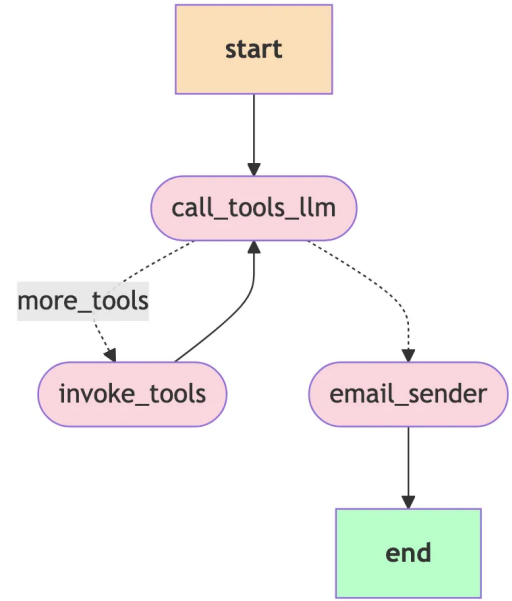 start
call_tools_llm
more_tools
invoke_tools
email_sender
end